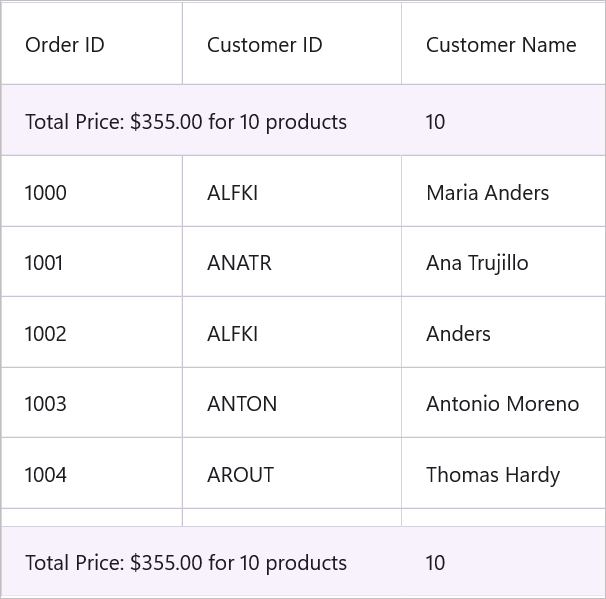 Order ID Customer ID Customer Name
Total Price: $355.00 for 10 products 10
1000 ALFKI Maria Anders
1001 ANATR Ana Trujillo
1002 ALFKI Anders
1003 ANTON Antonio Moreno
1004 AROUT Thomas Hardy
Total Price: $355.00 for 10 products 10